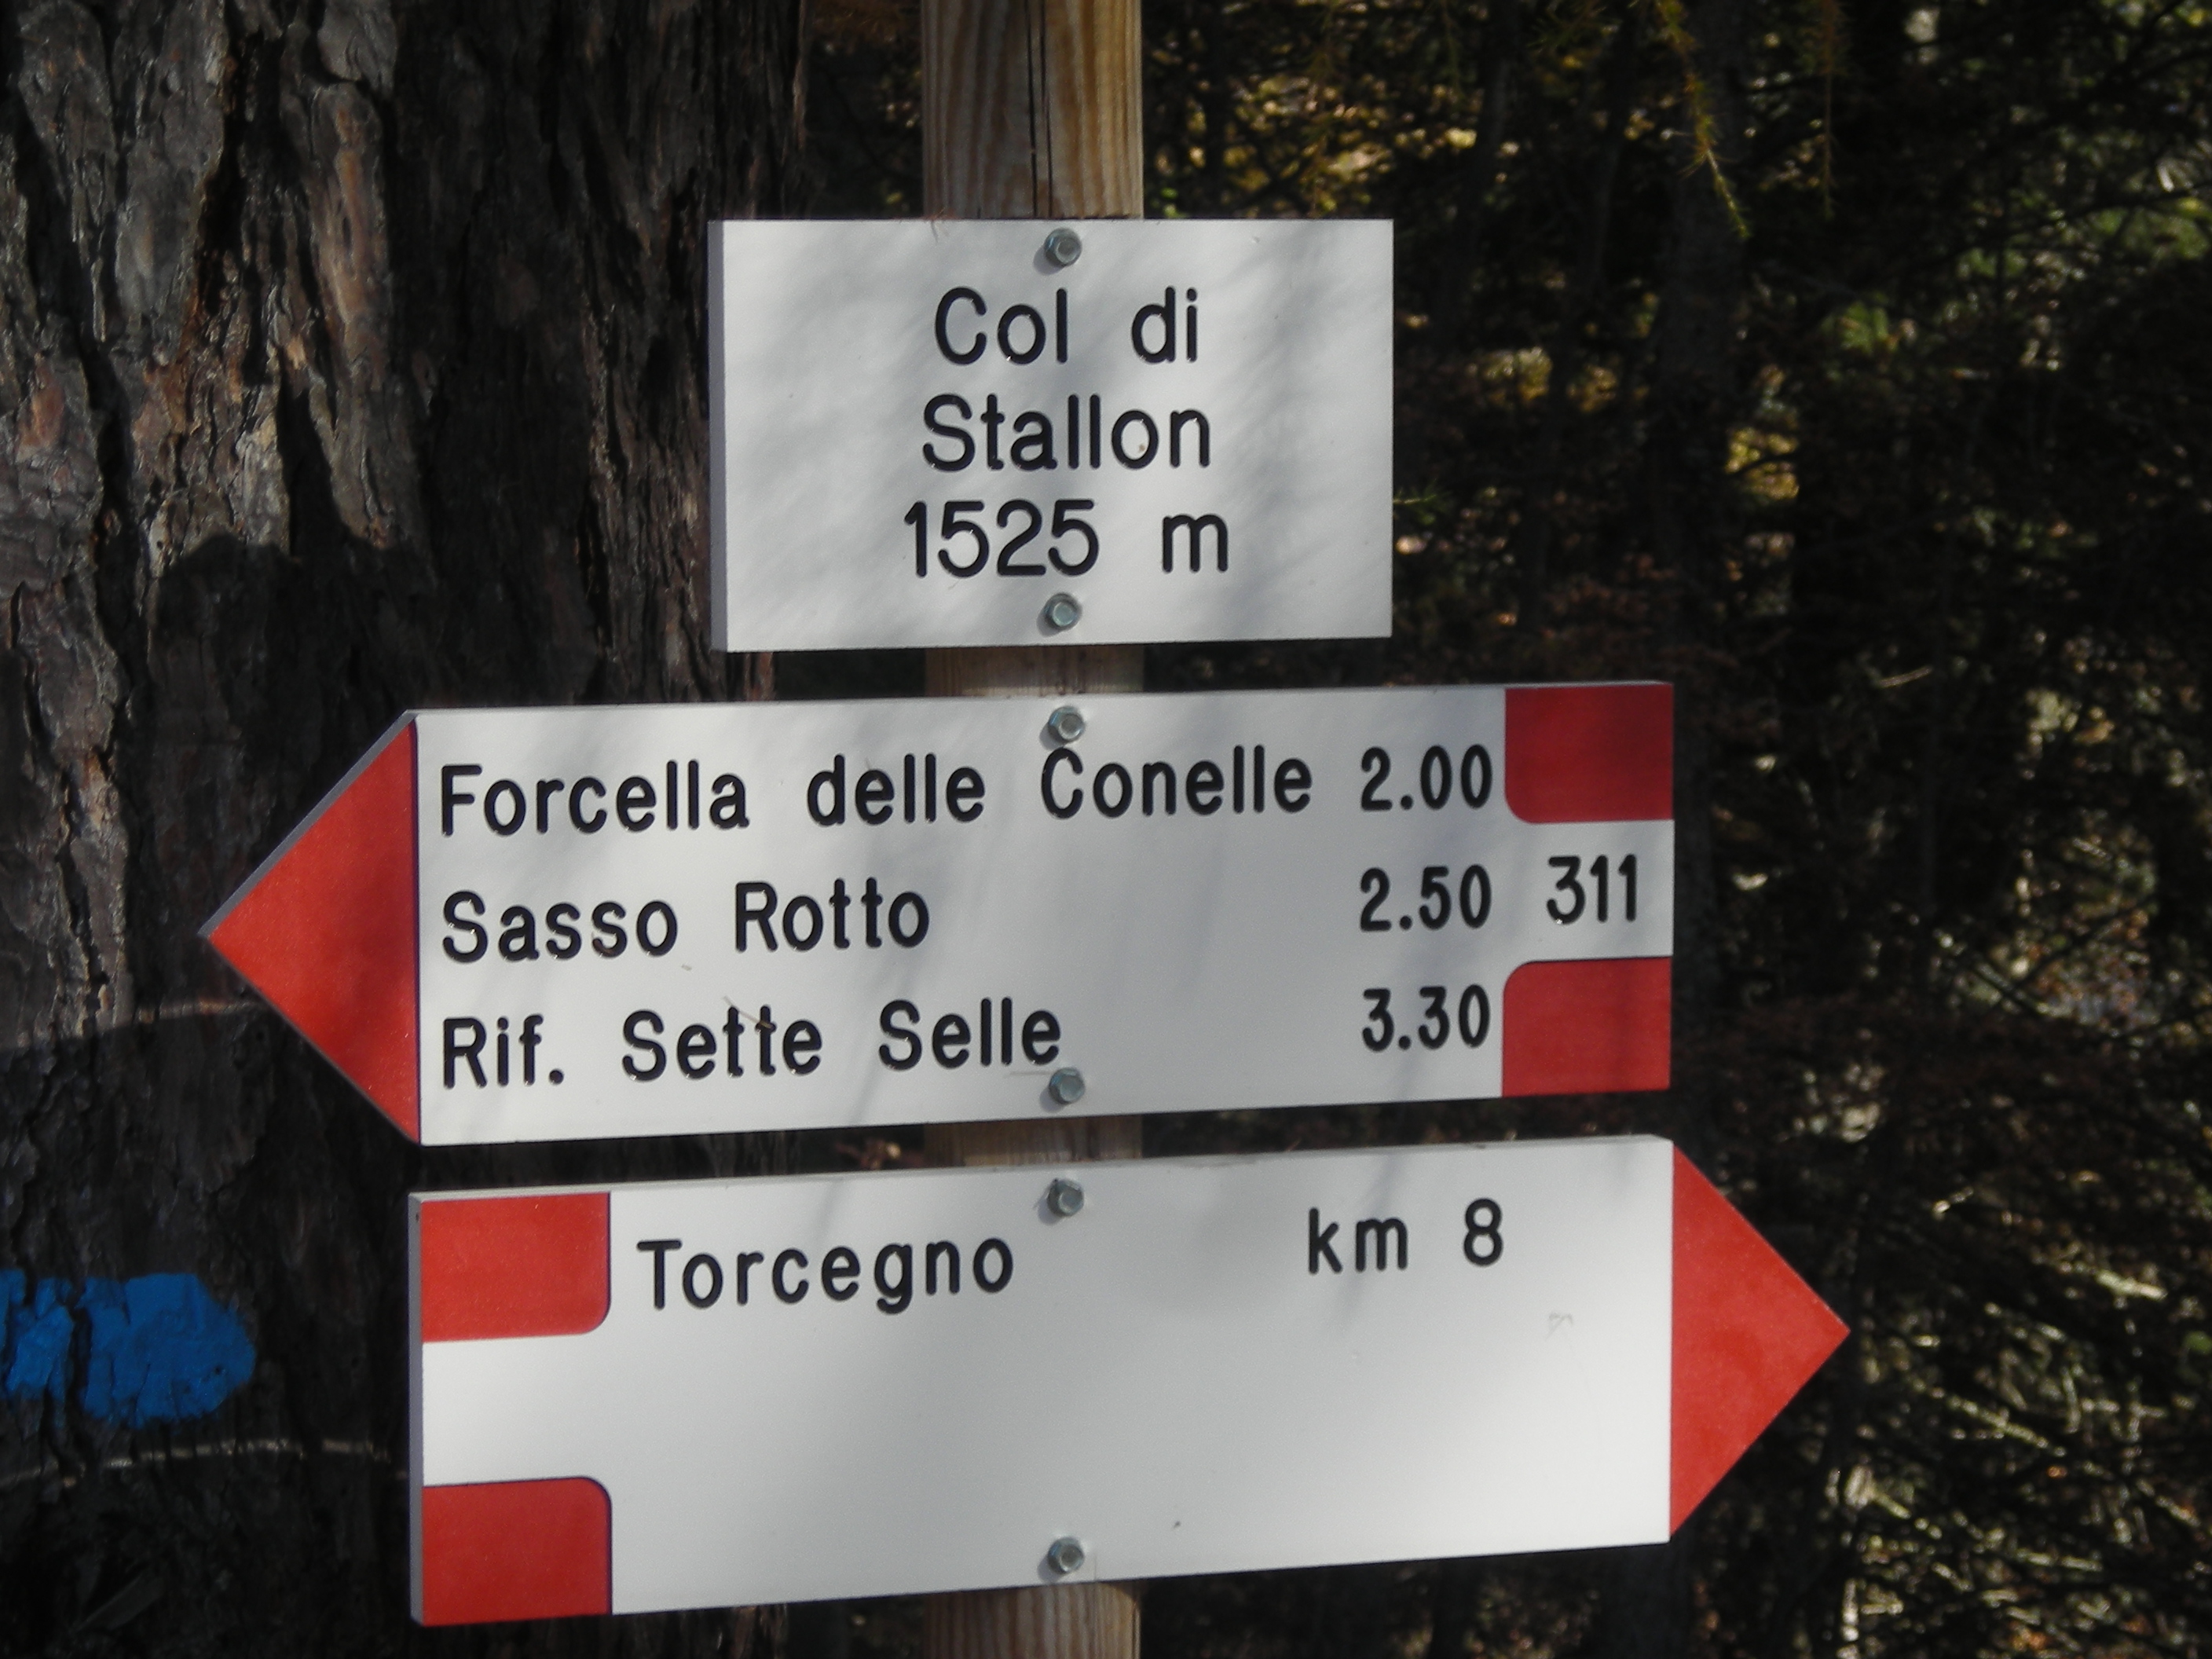 Col di
Stallon
1525 m
Forcella delle Conelle 2.00
Sasso Rotto 2.50 311
Rif. Sette Selle 3.30
Torcegno km 8